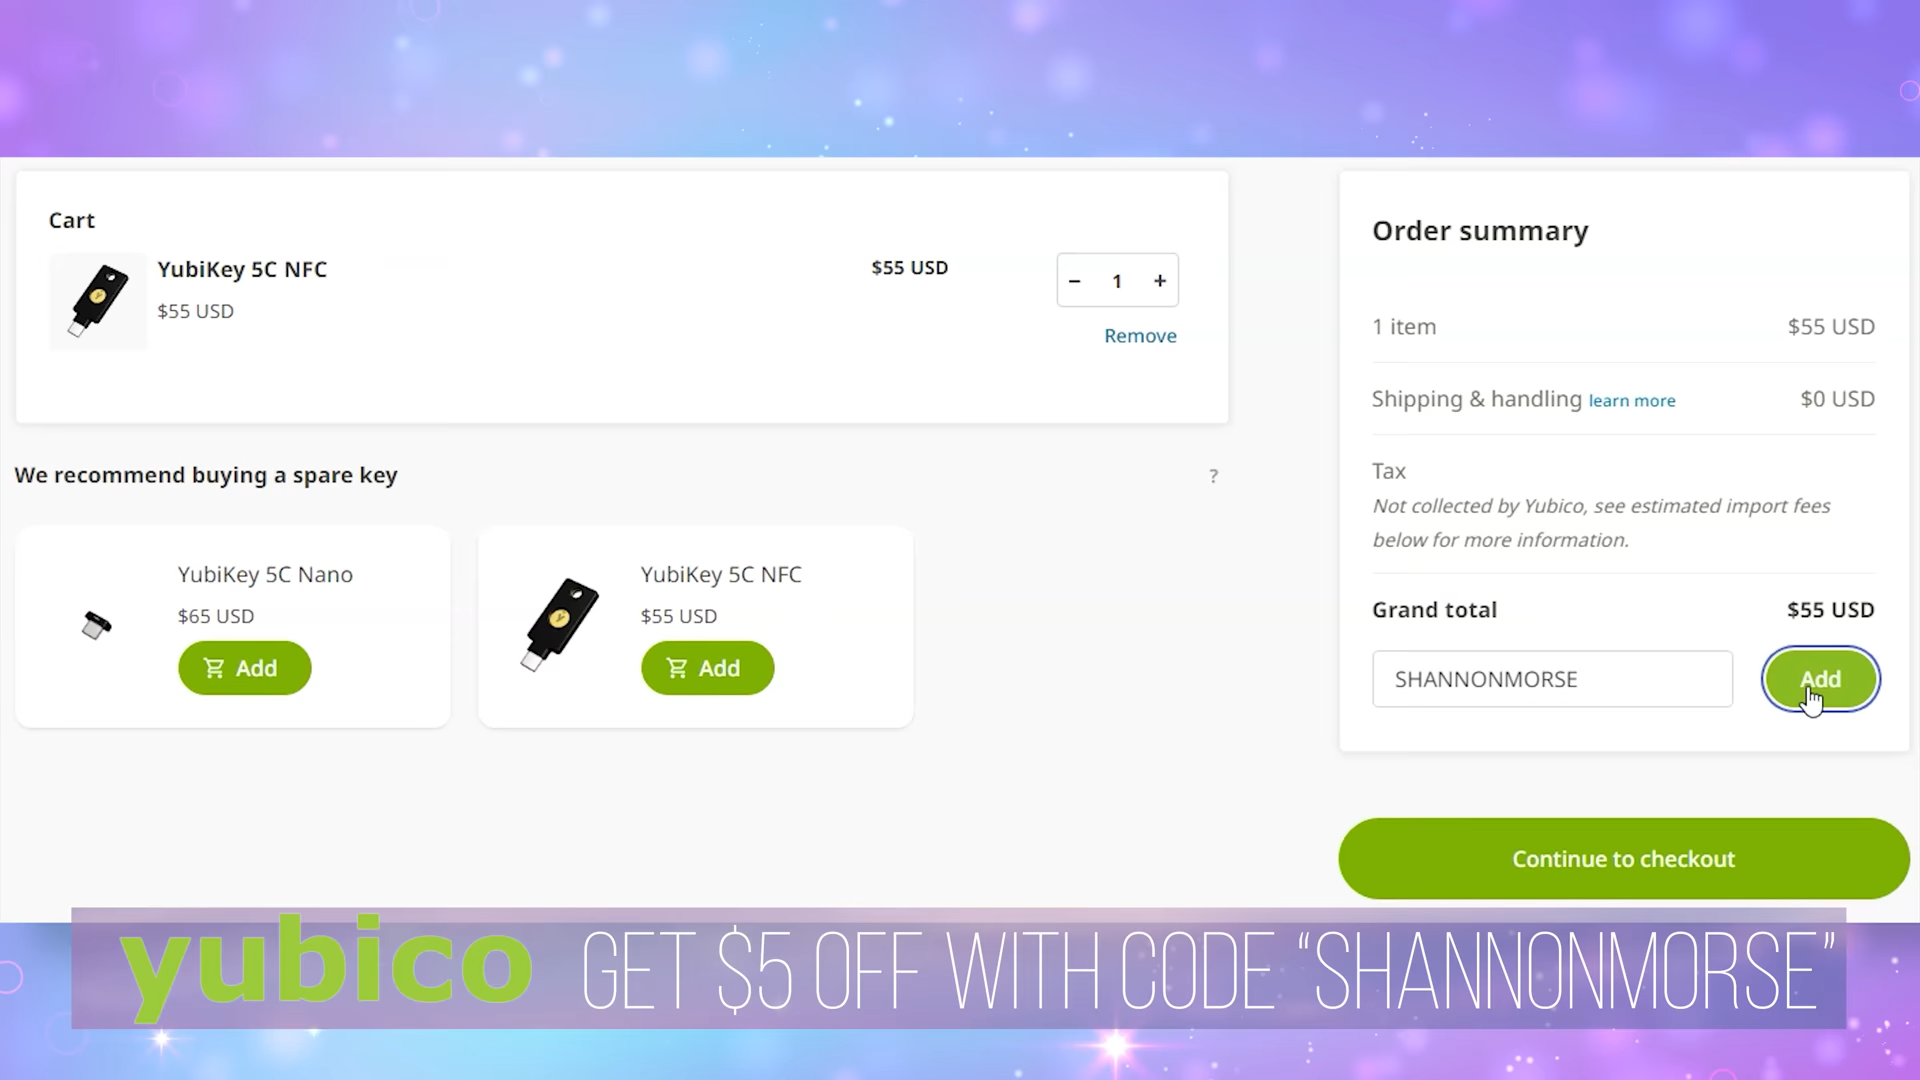 Cart
YubiKey 5C NFC
$55 USD
$55 USD
− 1 +
Remove
We recommend buying a spare key
?
YubiKey 5C Nano
$65 USD
Add
YubiKey 5C NFC
$55 USD
Add
Order summary
1 item $55 USD
Shipping & handling learn more $0 USD
Tax
Not collected by Yubico, see estimated import fees
below for more information.
Grand total $55 USD
SHANNONMORSE Add
Continue to checkout
yubico GET $5 OFF WITH CODE “SHANNONMORSE”